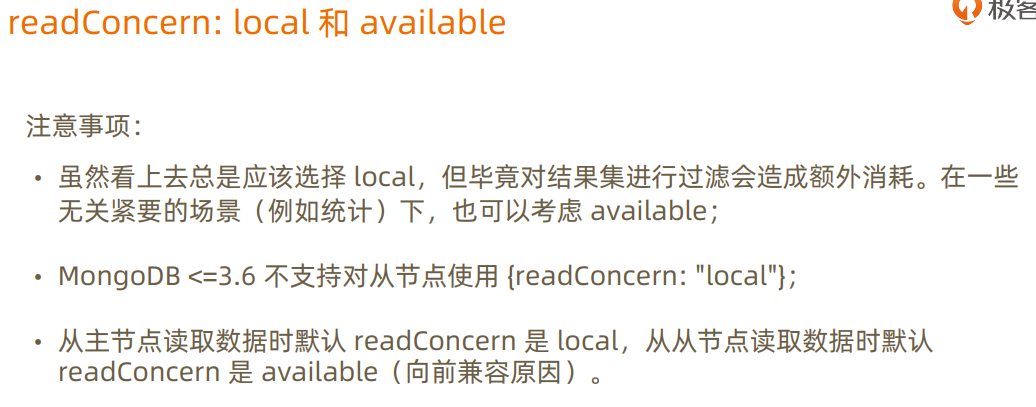 readConcern: local 和 available
极客
注意事项：
• 虽然看上去总是应该选择 local，但毕竟对结果集进行过滤会造成额外消耗。在一些
无关紧要的场景（例如统计）下，也可以考虑 available；
• MongoDB <=3.6 不支持对从节点使用 {readConcern: "local"}；
• 从主节点读取数据时默认 readConcern 是 local，从从节点读取数据时默认
readConcern 是 available（向前兼容原因）。